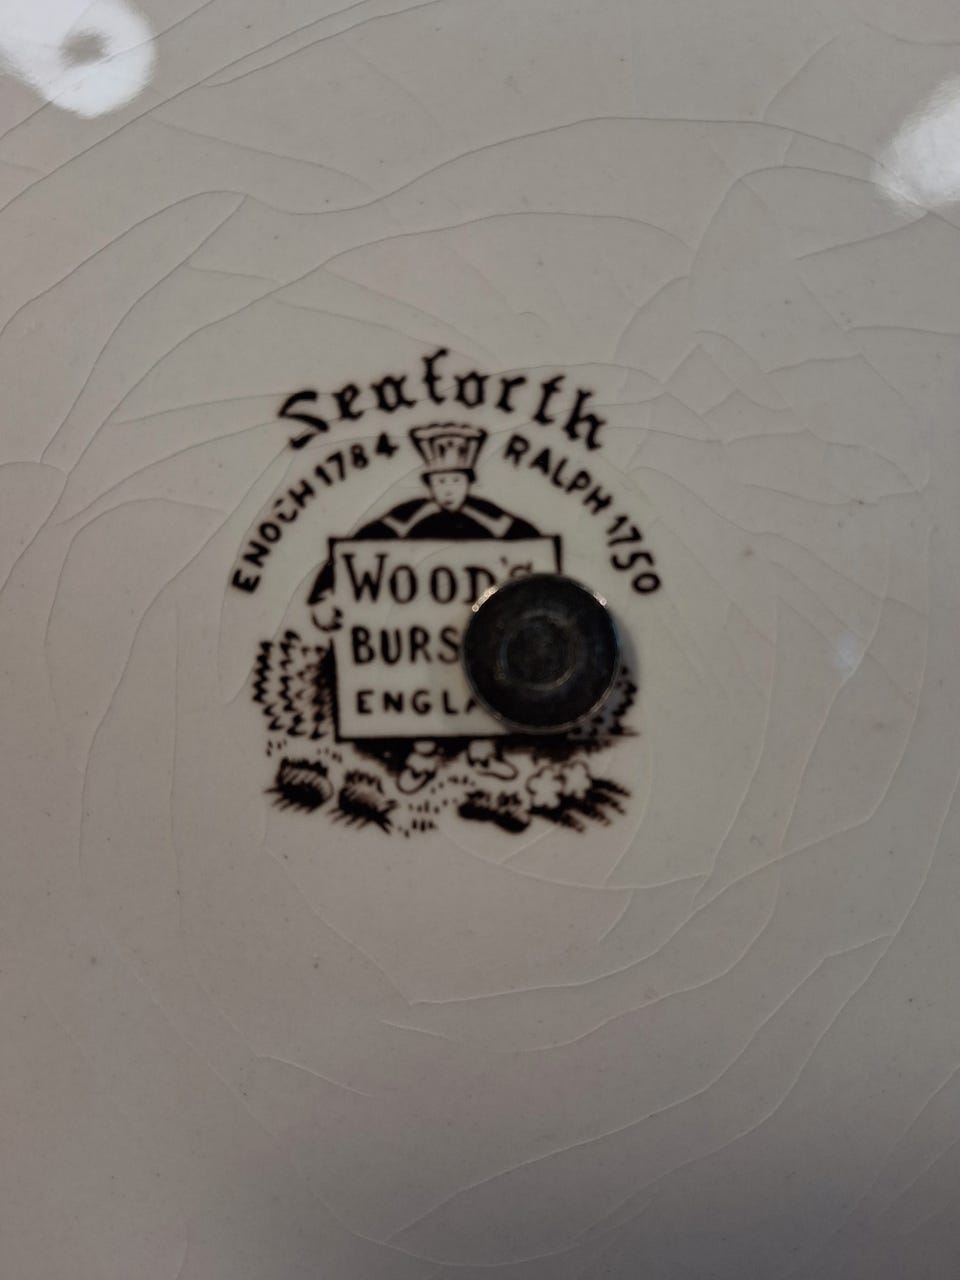 Seaforth
ENOCH 1784 RALPH 1750
WOOD'S
BURS
ENGLA